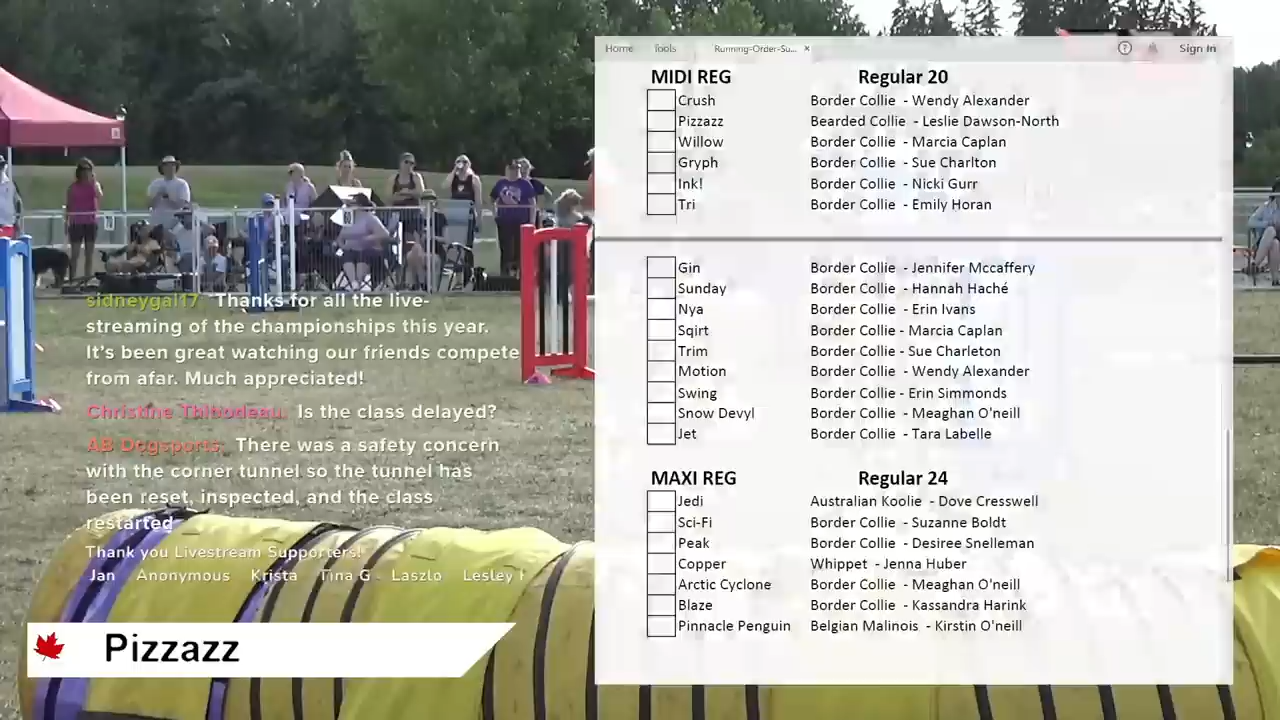 Home Tools Running-Order-Su... × ? Sign In
MIDI REG Regular 20
Crush Border Collie - Wendy Alexander
Pizzazz Bearded Collie - Leslie Dawson-North
Willow Border Collie - Marcia Caplan
Gryph Border Collie - Sue Charlton
Ink! Border Collie - Nicki Gurr
Tri Border Collie - Emily Horan
Gin Border Collie - Jennifer Mccaffery
Sunday Border Collie - Hannah Haché
Nya Border Collie - Erin Ivans
Sqirt Border Collie - Marcia Caplan
Trim Border Collie - Sue Charleton
Motion Border Collie - Wendy Alexander
Swing Border Collie - Erin Simmonds
Snow Devyl Border Collie - Meaghan O'neill
Jet Border Collie - Tara Labelle
MAXI REG Regular 24
Jedi Australian Koolie - Dove Cresswell
Sci-Fi Border Collie - Suzanne Boldt
Peak Border Collie - Desiree Snelleman
Copper Whippet - Jenna Huber
Arctic Cyclone Border Collie - Meaghan O'neill
Blaze Border Collie - Kassandra Harink
Pinnacle Penguin Belgian Malinois - Kirstin O'neill
sidneygal17: Thanks for all the live-
streaming of the championships this year.
It's been great watching our friends compete
from afar. Much appreciated!
Christine Thibodeau: Is the class delayed?
AB Dogsports: There was a safety concern
with the corner tunnel so the tunnel has
been reset, inspected, and the class
restarted
Thank you Livestream Supporters!
Jan Anonymous Krista Tina G Laszlo Lesley
Pizzazz